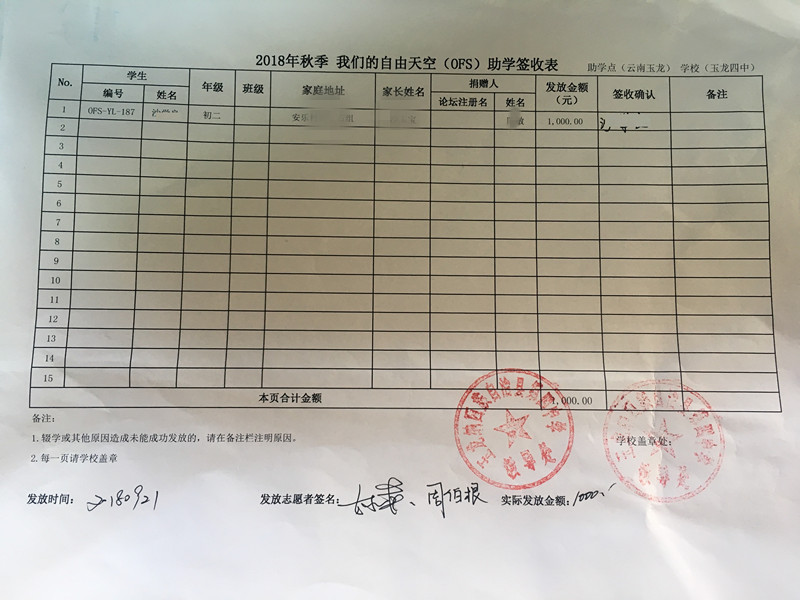 2018年秋季 我们的自由天空（OFS）助学签收表
助学点（云南玉龙） 学校（玉龙四中）
No. 学生 年级 班级 家庭地址 家长姓名 捐赠人 发放金额（元） 签收确认 备注
编号 姓名 论坛注册名 姓名
1 OFS-YL-187 初二 安乐 组 敏 1,000.00
2
3
4
5
6
7
8
9
10
11
12
13
14
15
本页合计金额 1,000.00
备注：
1.辍学或其他原因造成未能成功发放的，请在备注栏注明原因。
2.每一页请学校盖章
学校盖章处：
发放时间： 20180921 发放志愿者签名： 、周伯根 实际发放金额：1000.